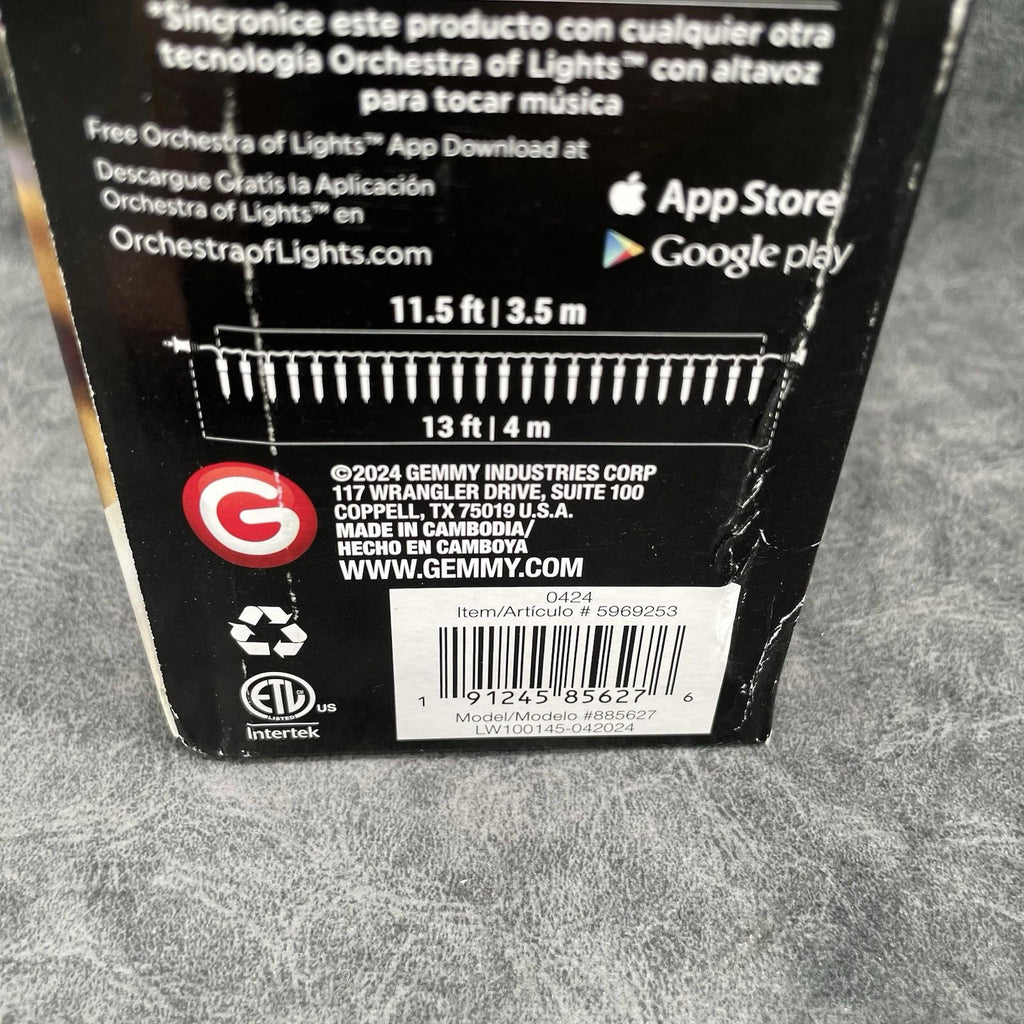 *Sincronice este producto con cualquier otra
tecnología Orchestra of Lights™ con altavoz
para tocar música
Free Orchestra of Lights™ App Download at
Descargue Gratis la Aplicación
Orchestra of Lights™ en
OrchestraofLights.com
App Store
Google play
11.5 ft | 3.5 m
13 ft | 4 m
G
©2024 GEMMY INDUSTRIES CORP
117 WRANGLER DRIVE, SUITE 100
COPPELL, TX 75019 U.S.A.
MADE IN CAMBODIA/
HECHO EN CAMBOYA
WWW.GEMMY.COM
0424
Item/Artículo # 5969253
1 91245 85627 6
Model/Modelo #885627
LW100145-042024
ETL
LISTED
US
Intertek